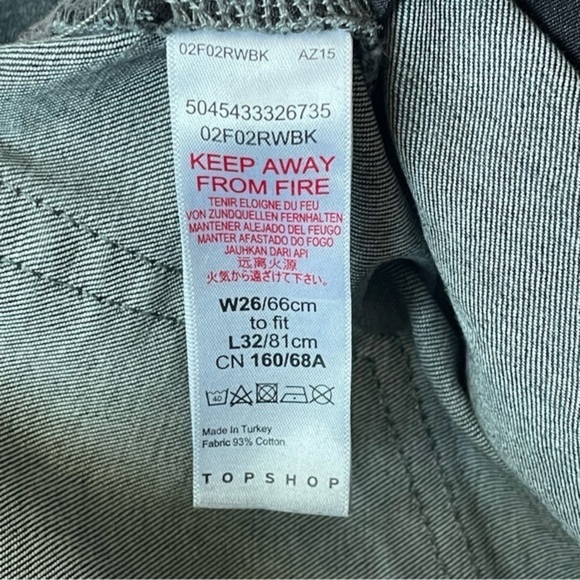 02F02RWBK AZ15
5045433326735
02F02RWBK
KEEP AWAY
FROM FIRE
TENIR ELOIGNE DU FEU
VON ZUNDQUELLEN FERNHALTEN
MANTENER ALEJADO DEL FEUGO
MANTER AFASTADO DO FOGO
JAUHKAN DARI API
远离火源
火気から遠ざけて下さい
W26/66cm
to fit
L32/81cm
CN 160/68A
40
Made In Turkey
Fabric 93% Cotton
TOPSHOP